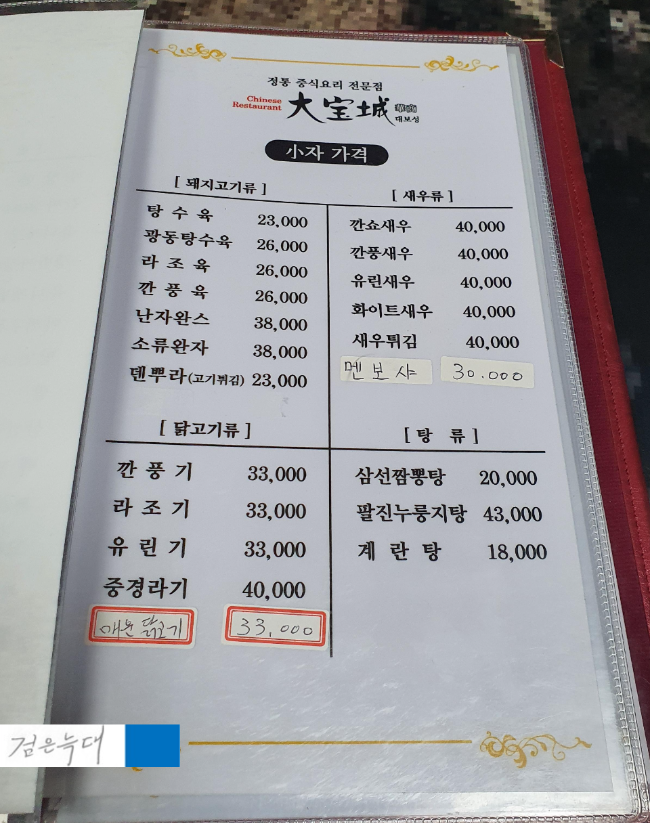 정통 중식요리 전문점
Chinese Restaurant 大宝城 華商 대보성
小자 가격
[ 돼지고기류 ]
탕 수 육 23,000
광동탕수육 26,000
라 조 육 26,000
깐 풍 육 26,000
난자완스 38,000
소류완자 38,000
덴뿌라(고기튀김) 23,000
[ 새우류 ]
깐쇼새우 40,000
깐풍새우 40,000
유린새우 40,000
화이트새우 40,000
새우튀김 40,000
멘보샤 30.000
[ 닭고기류 ]
깐 풍 기 33,000
라 조 기 33,000
유 린 기 33,000
중경라기 40,000
매운 닭고기 33,000
[ 탕 류 ]
삼선짬뽕탕 20,000
팔진누룽지탕 43,000
계 란 탕 18,000
검은늑대